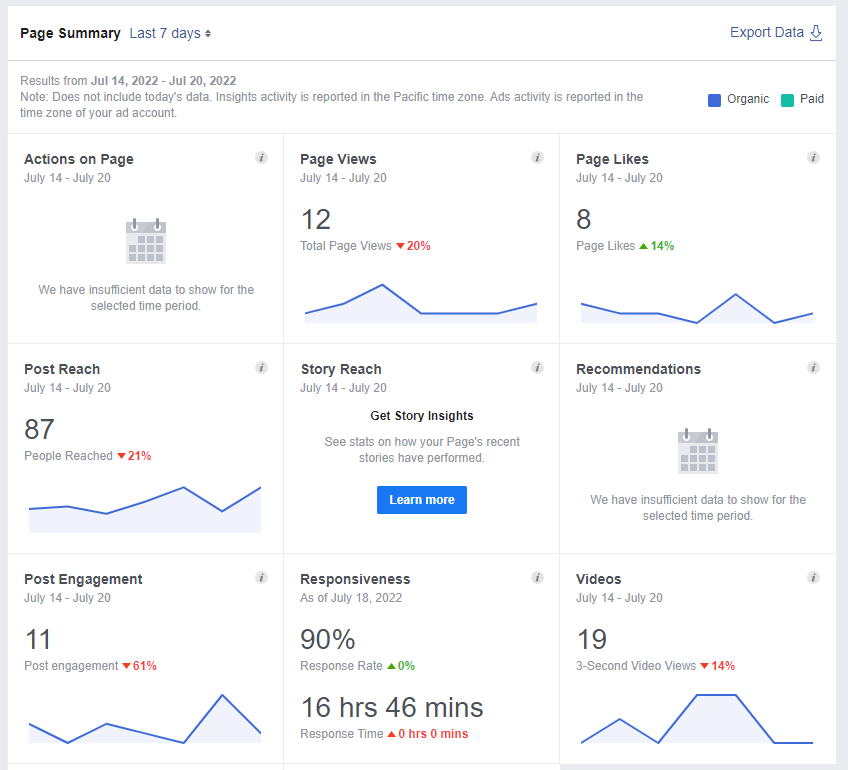 Page Summary Last 7 days
Export Data
Results from Jul 14, 2022 - Jul 20, 2022
Note: Does not include today's data. Insights activity is reported in the Pacific time zone. Ads activity is reported in the
time zone of your ad account.
Organic Paid
Actions on Page
July 14 - July 20
We have insufficient data to show for the
selected time period.
Page Views
July 14 - July 20
12
Total Page Views 20%
Page Likes
July 14 - July 20
8
Page Likes 14%
Post Reach
July 14 - July 20
87
People Reached 21%
Story Reach
July 14 - July 20
Get Story Insights
See stats on how your Page's recent
stories have performed.
Learn more
Recommendations
July 14 - July 20
We have insufficient data to show for the
selected time period.
Post Engagement
July 14 - July 20
11
Post engagement 61%
Responsiveness
As of July 18, 2022
90%
Response Rate 0%
16 hrs 46 mins
Response Time 0 hrs 0 mins
Videos
July 14 - July 20
19
3-Second Video Views 14%